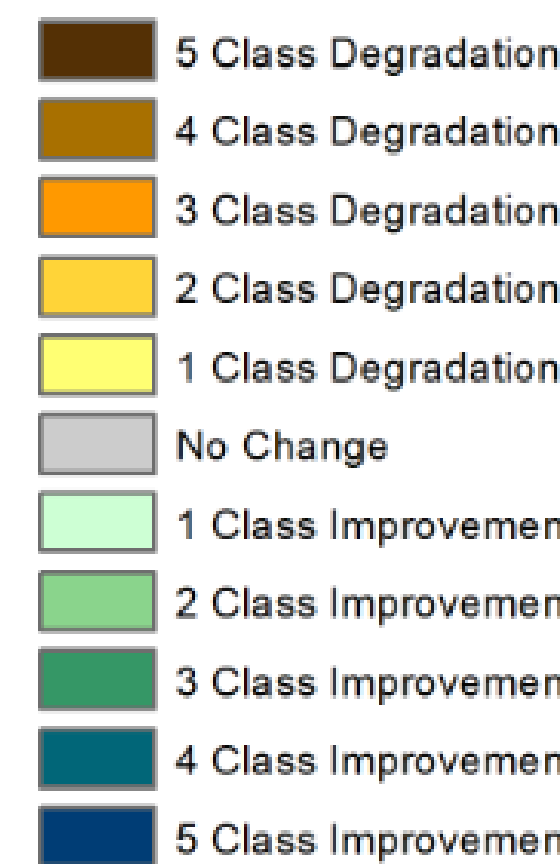 5 Class Degradation
4 Class Degradation
3 Class Degradation
2 Class Degradation
1 Class Degradation
No Change
1 Class Improvemen
2 Class Improvemen
3 Class Improvemen
4 Class Improvemen
5 Class Improvemen